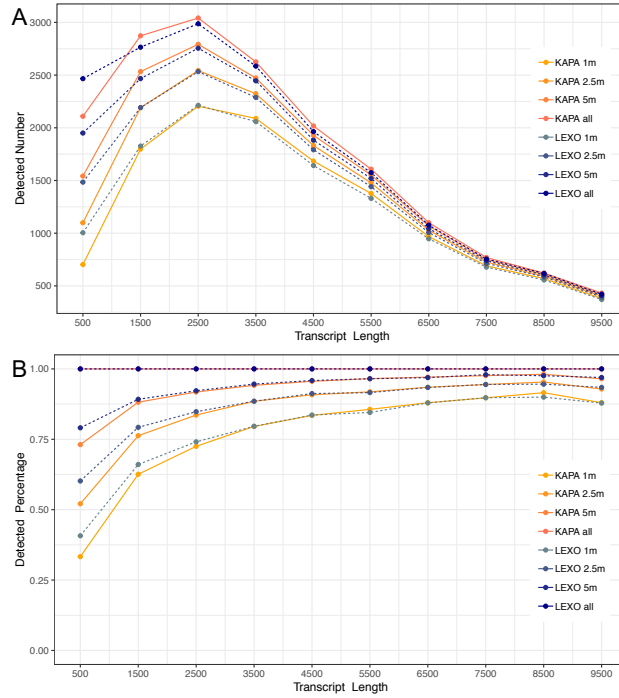 A
Detected Number
3000
2500
2000
1500
1000
500
KAPA 1m
KAPA 2.5m
KAPA 5m
KAPA all
LEXO 1m
LEXO 2.5m
LEXO 5m
LEXO all
500 1500 2500 3500 4500 5500 6500 7500 8500 9500
Transcript Length
B
Detected Percentage
1.00
0.75
0.50
0.25
0.00
KAPA 1m
KAPA 2.5m
KAPA 5m
KAPA all
LEXO 1m
LEXO 2.5m
LEXO 5m
LEXO all
500 1500 2500 3500 4500 5500 6500 7500 8500 9500
Transcript Length